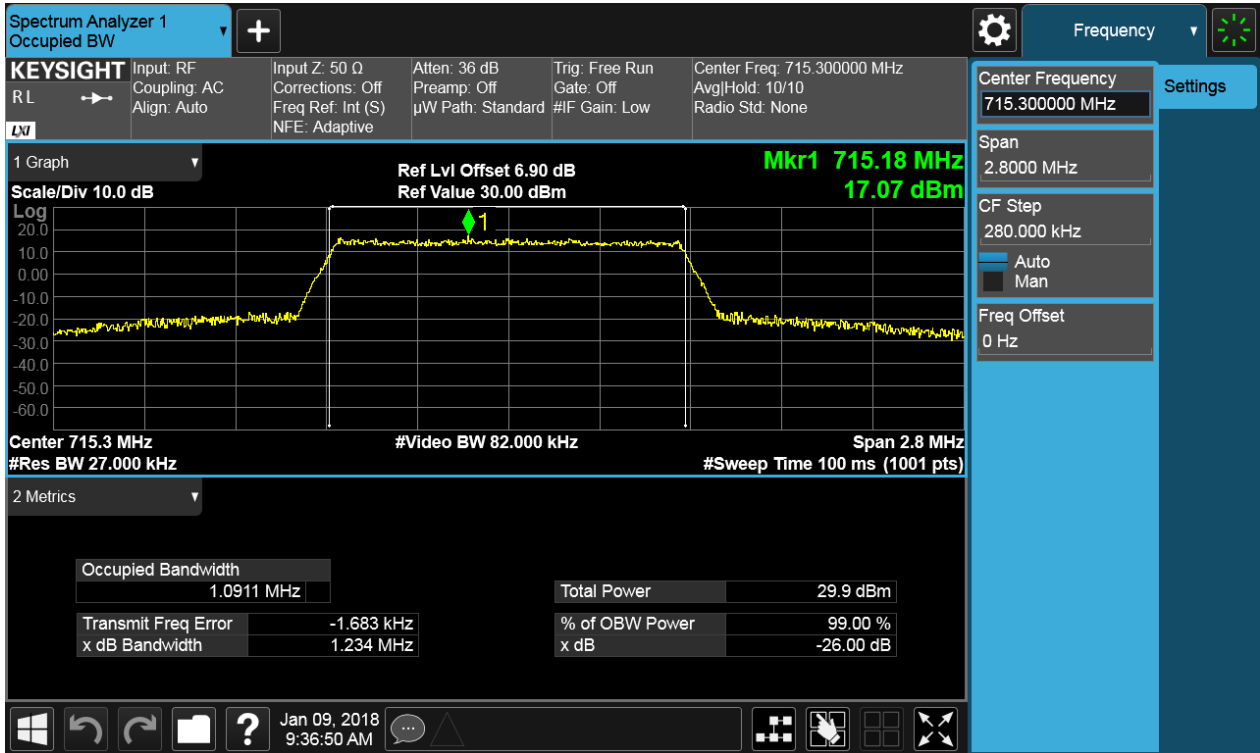 Spectrum Analyzer 1
Occupied BW
+
Frequency
KEYSIGHT
RL
LXI
Input: RF
Coupling: AC
Align: Auto
Input Z: 50 Ω
Corrections: Off
Freq Ref: Int (S)
NFE: Adaptive
Atten: 36 dB
Preamp: Off
µW Path: Standard
Trig: Free Run
Gate: Off
#IF Gain: Low
Center Freq: 715.300000 MHz
Avg|Hold: 10/10
Radio Std: None
Center Frequency
715.300000 MHz
Settings
Span
2.8000 MHz
CF Step
280.000 kHz
Auto
Man
Freq Offset
0 Hz
1 Graph
Scale/Div 10.0 dB
Ref Lvl Offset 6.90 dB
Ref Value 30.00 dBm
Mkr1 715.18 MHz
17.07 dBm
Log
1
20.0
10.0
0.00
-10.0
-20.0
-30.0
-40.0
-50.0
-60.0
Center 715.3 MHz
#Res BW 27.000 kHz
#Video BW 82.000 kHz
Span 2.8 MHz
#Sweep Time 100 ms (1001 pts)
2 Metrics
Occupied Bandwidth
1.0911 MHz
Total Power 29.9 dBm
Transmit Freq Error -1.683 kHz
% of OBW Power 99.00 %
x dB Bandwidth 1.234 MHz
x dB -26.00 dB
?
Jan 09, 2018
9:36:50 AM